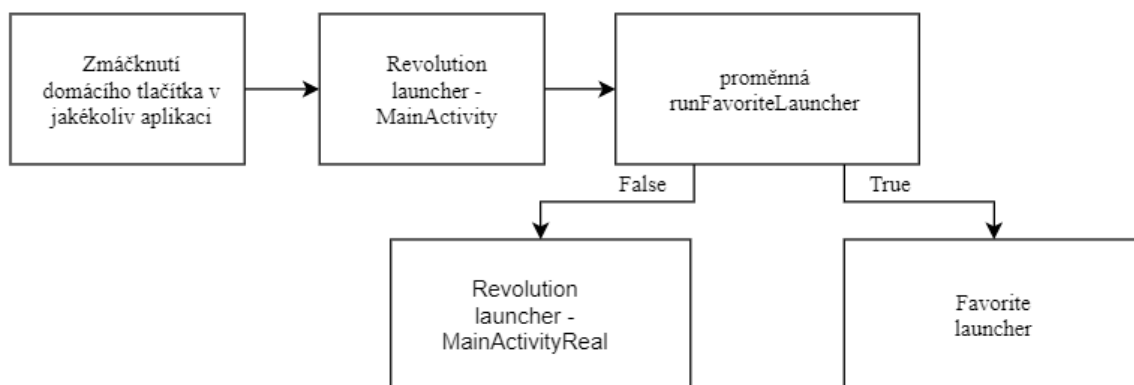 Zmáčknutí
domácího tlačítka v
jakékoliv aplikaci
Revolution
launcher -
MainActivity
proměnná
runFavoriteLauncher
False
True
Revolution
launcher -
MainActivityReal
Favorite
launcher